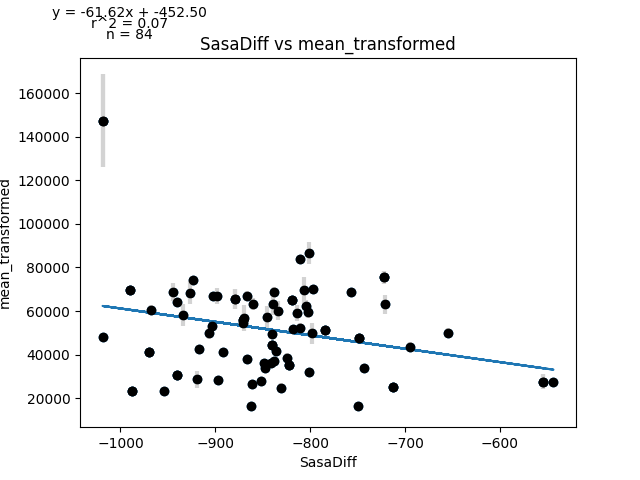 y = -61.62x + -452.50
r^2 = 0.07
n = 84
SasaDiff vs mean_transformed
160000
140000
120000
100000
80000
60000
40000
20000
mean_transformed
−1000
−900
−800
−700
−600
SasaDiff